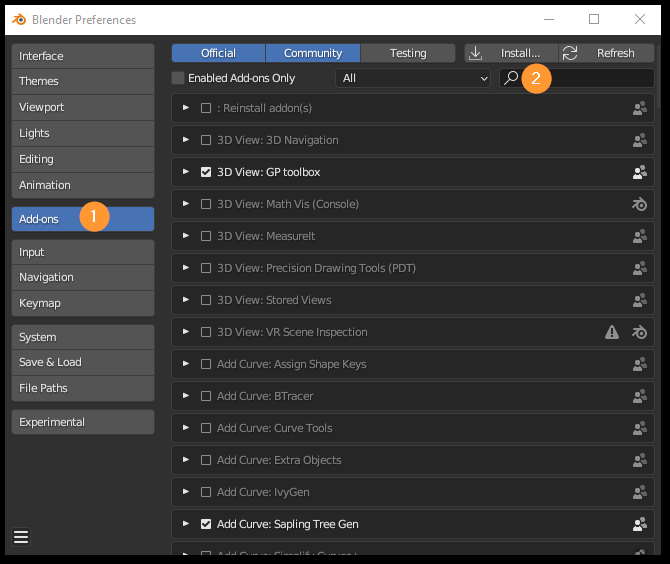 Blender Preferences
Interface
Themes
Viewport
Lights
Editing
Animation
Add-ons 1
Input
Navigation
Keymap
System
Save & Load
File Paths
Experimental
Official Community Testing Install... Refresh
Enabled Add-ons Only All 2
: Reinstall addon(s)
3D View: 3D Navigation
3D View: GP toolbox
3D View: Math Vis (Console)
3D View: MeasureIt
3D View: Precision Drawing Tools (PDT)
3D View: Stored Views
3D View: VR Scene Inspection
Add Curve: Assign Shape Keys
Add Curve: BTracer
Add Curve: Curve Tools
Add Curve: Extra Objects
Add Curve: IvyGen
Add Curve: Sapling Tree Gen